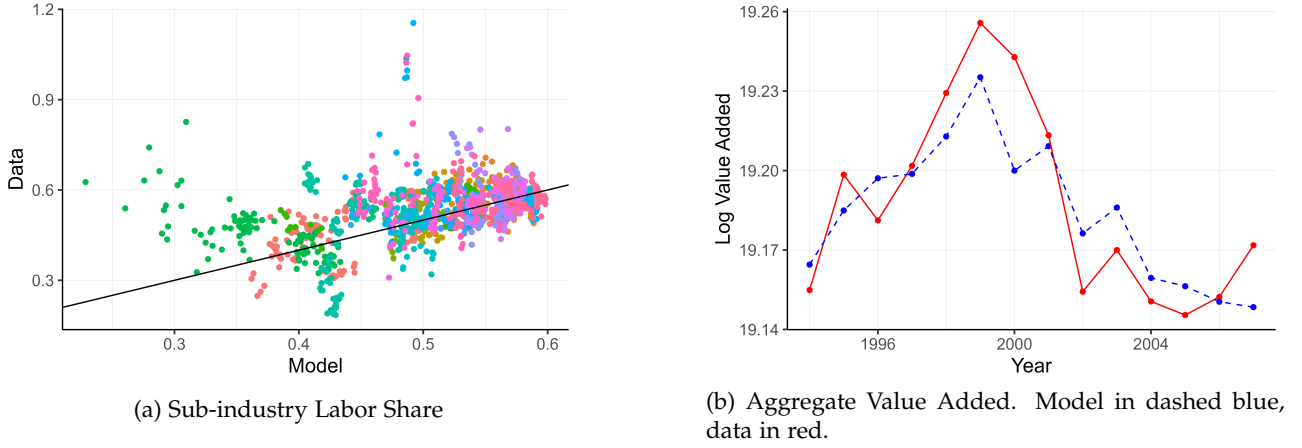 1.2
0.9
0.6
0.3
Data
0.3
0.4
0.5
0.6
Model
(a) Sub-industry Labor Share
19.26
19.23
19.20
19.17
19.14
Log Value Added
1996
2000
2004
Year
(b) Aggregate Value Added. Model in dashed blue,
data in red.